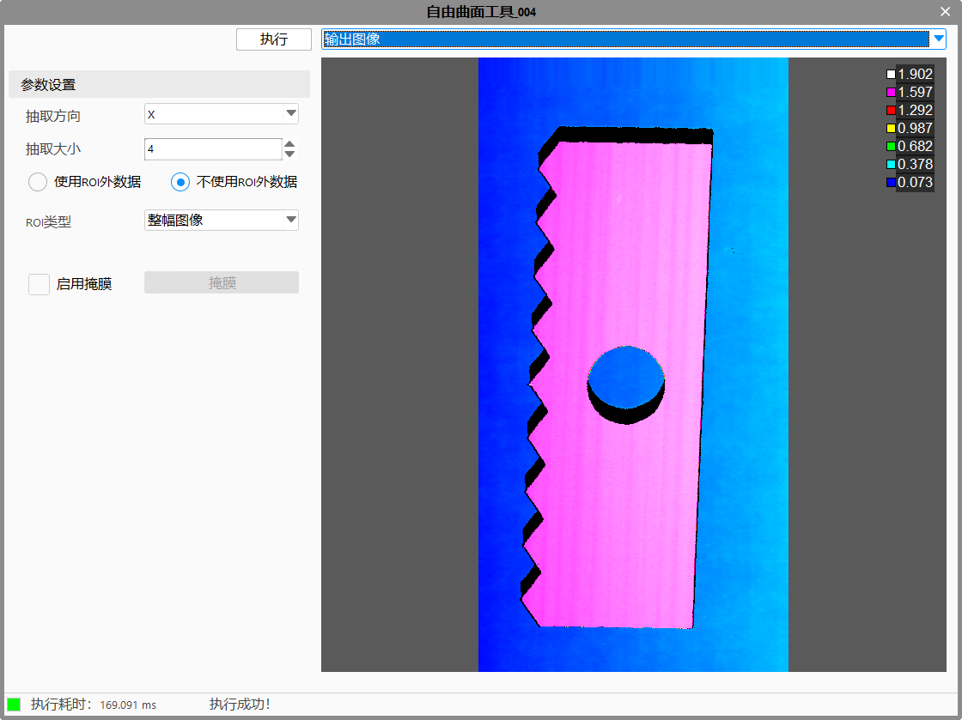 自由曲面工具_004
执行
输出图像
参数设置
抽取方向
X
抽取大小
4
使用ROI外数据
不使用ROI外数据
ROI类型
整幅图像
启用掩膜
掩膜
1.902
1.597
1.292
0.987
0.682
0.378
0.073
执行耗时: 169.091 ms
执行成功!